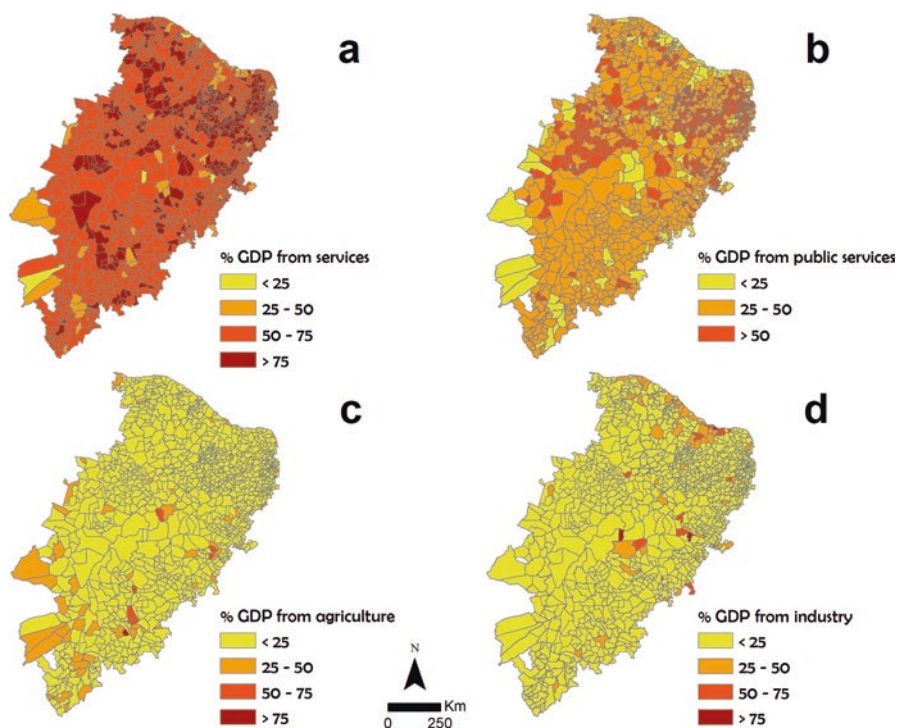 a
% GDP from services
< 25
25 - 50
50 - 75
> 75
b
% GDP from public services
< 25
25 - 50
> 50
c
% GDP from agriculture
< 25
25 - 50
50 - 75
> 75
N
Km
0 250
d
% GDP from industry
< 25
25 - 50
50 - 75
> 75